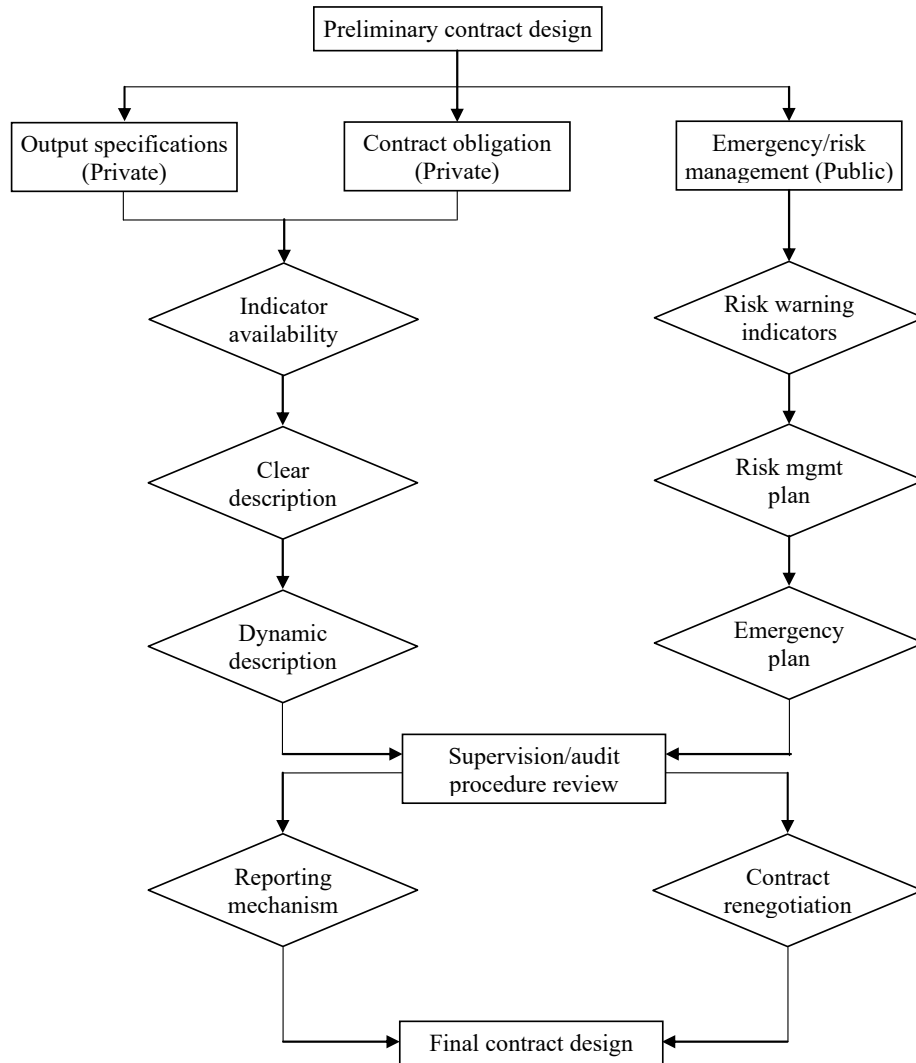 Preliminary contract design
Output specifications
(Private)
Contract obligation
(Private)
Emergency/risk
management (Public)
Indicator
availability
Risk warning
indicators
Clear
description
Risk mgmt
plan
Dynamic
description
Emergency
plan
Supervision/audit
procedure review
Reporting
mechanism
Contract
renegotiation
Final contract design